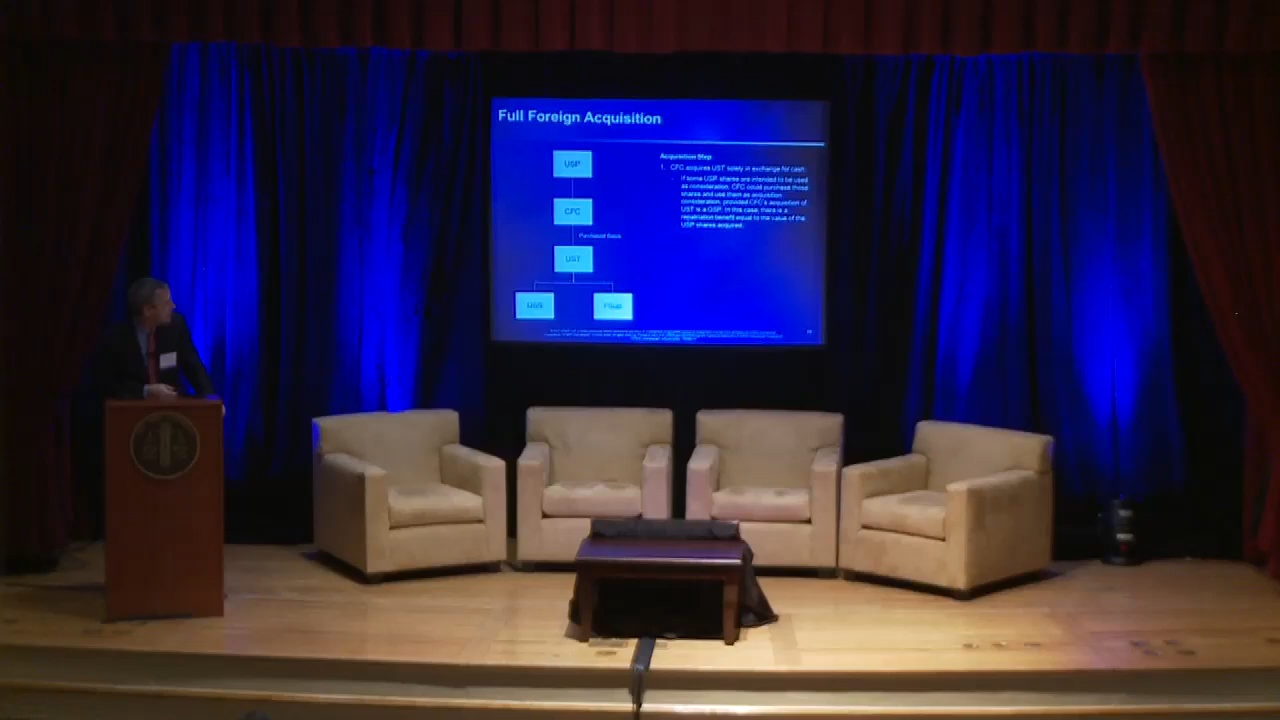 Full Foreign Acquisition
USP
CFC
Purchased Basis
UST
Acquisition Step
1. CFC acquires UST solely in exchange for cash.
- If some USP shares are intended to be used
as consideration, CFC could purchase those
shares and use them as acquisition
consideration, provided CFC's acquisition of
UST is a QSP. In this case, there is a
repatriation benefit equal to the value of the
USP shares acquired.